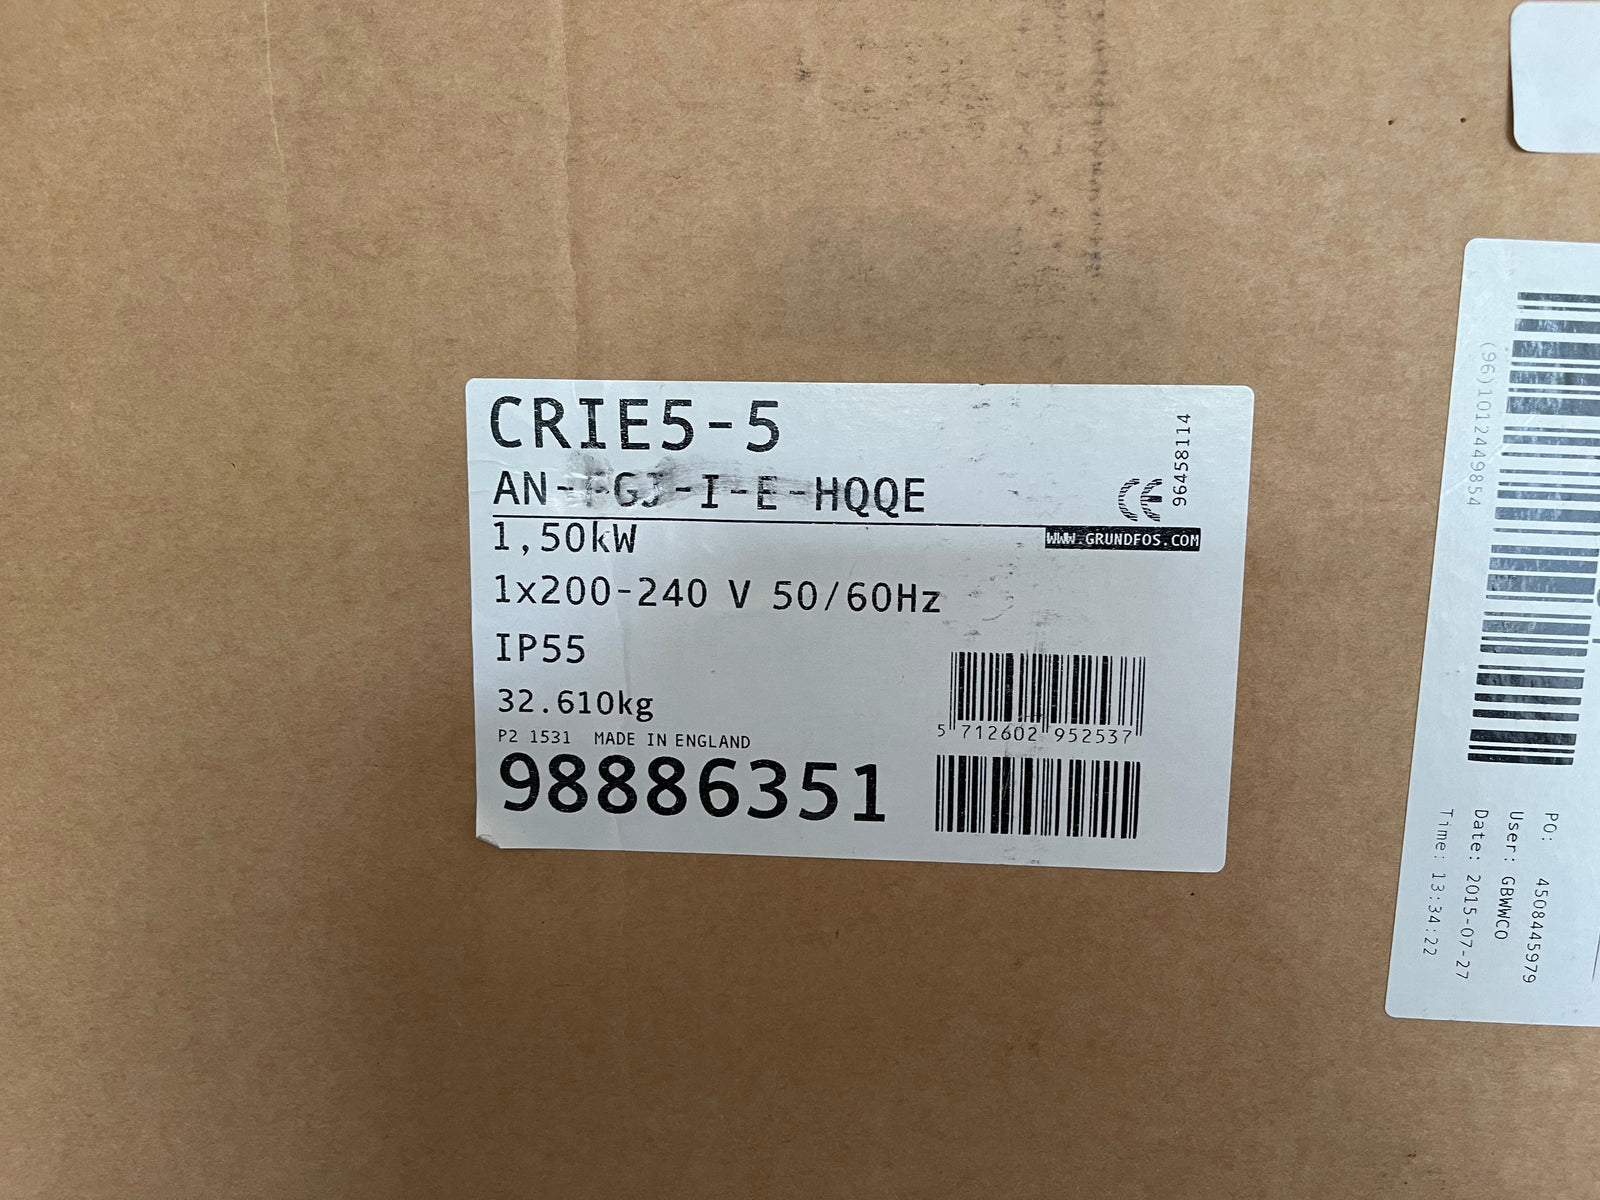 CRIE5-5
AN-FGJ-I-E-HQQE
96458114
WWW.GRUNDFOS.COM
1,50kW
1x200-240 V 50/60Hz
IP55
32.610kg
P2 1531 MADE IN ENGLAND
98886351
5 712602 952537
(96)1012449854
PO: 4508445979
User: GBWWCO
Date: 2015-07-27
Time: 13:34:22